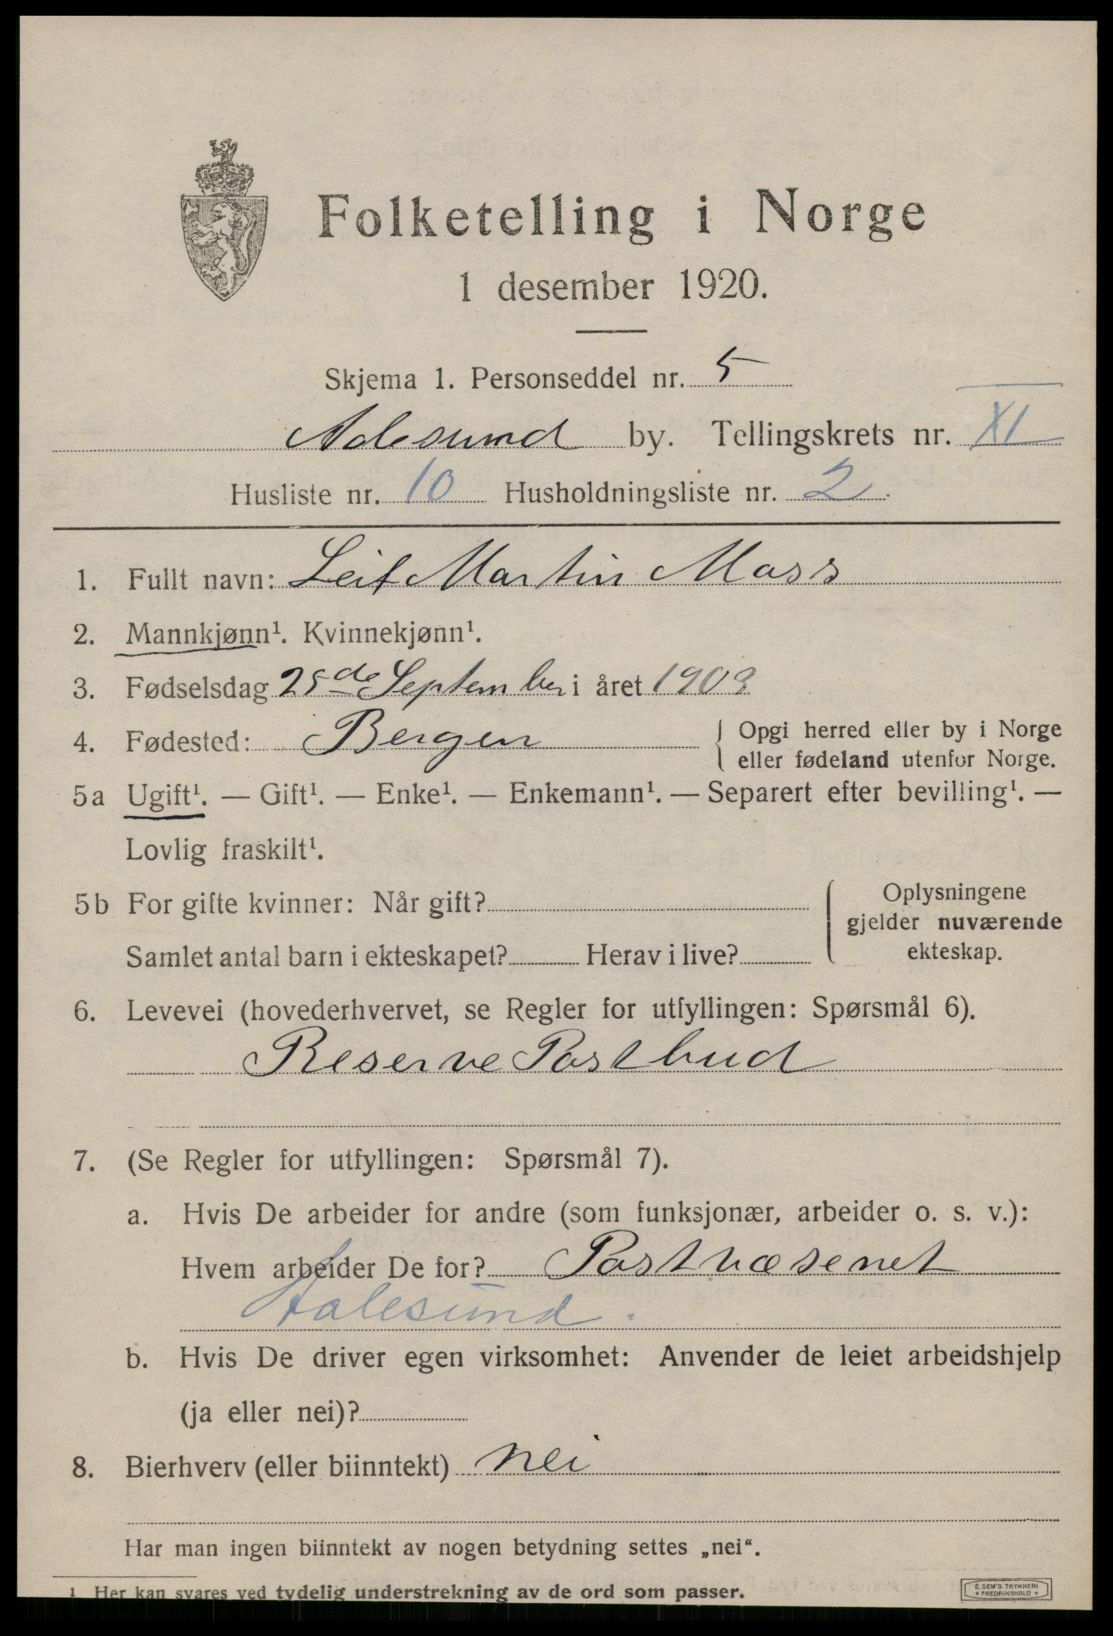 Folketelling i Norge
1 desember 1920.
Skjema 1. Personseddel nr. 5
Aalesund by. Tellingskrets nr. XI
Husliste nr. 10 Husholdningsliste nr. 2.
1. Fullt navn: Leif Martin Moss
2. Mannkjønn¹. Kvinnekjønn¹.
3. Fødselsdag 25de September i året 1903
4. Fødested: Bergen { Opgi herred eller by i Norge
eller fødeland utenfor Norge.
5a Ugift¹. — Gift¹. — Enke¹. — Enkemann¹. — Separert efter bevilling¹. —
Lovlig fraskilt¹.
5b For gifte kvinner: Når gift?
Samlet antal barn i ekteskapet? Herav i live?
{ Oplysningene
gjelder nuværende
ekteskap.
6. Levevei (hovederhvervet, se Regler for utfyllingen: Spørsmål 6).
Reserve Postbud
7. (Se Regler for utfyllingen: Spørsmål 7).
a. Hvis De arbeider for andre (som funksjonær, arbeider o. s. v.):
Hvem arbeider De for? Postvæsenet
Aalesund.
b. Hvis De driver egen virksomhet: Anvender de leiet arbeidshjelp
(ja eller nei)?
8. Bierhverv (eller biinntekt) nei
Har man ingen biinntekt av nogen betydning settes „nei“.
1 Her kan svares ved tydelig understrekning av de ord som passer.
E. SEM'S TRYKKERI
• FREDRIKSHALD •